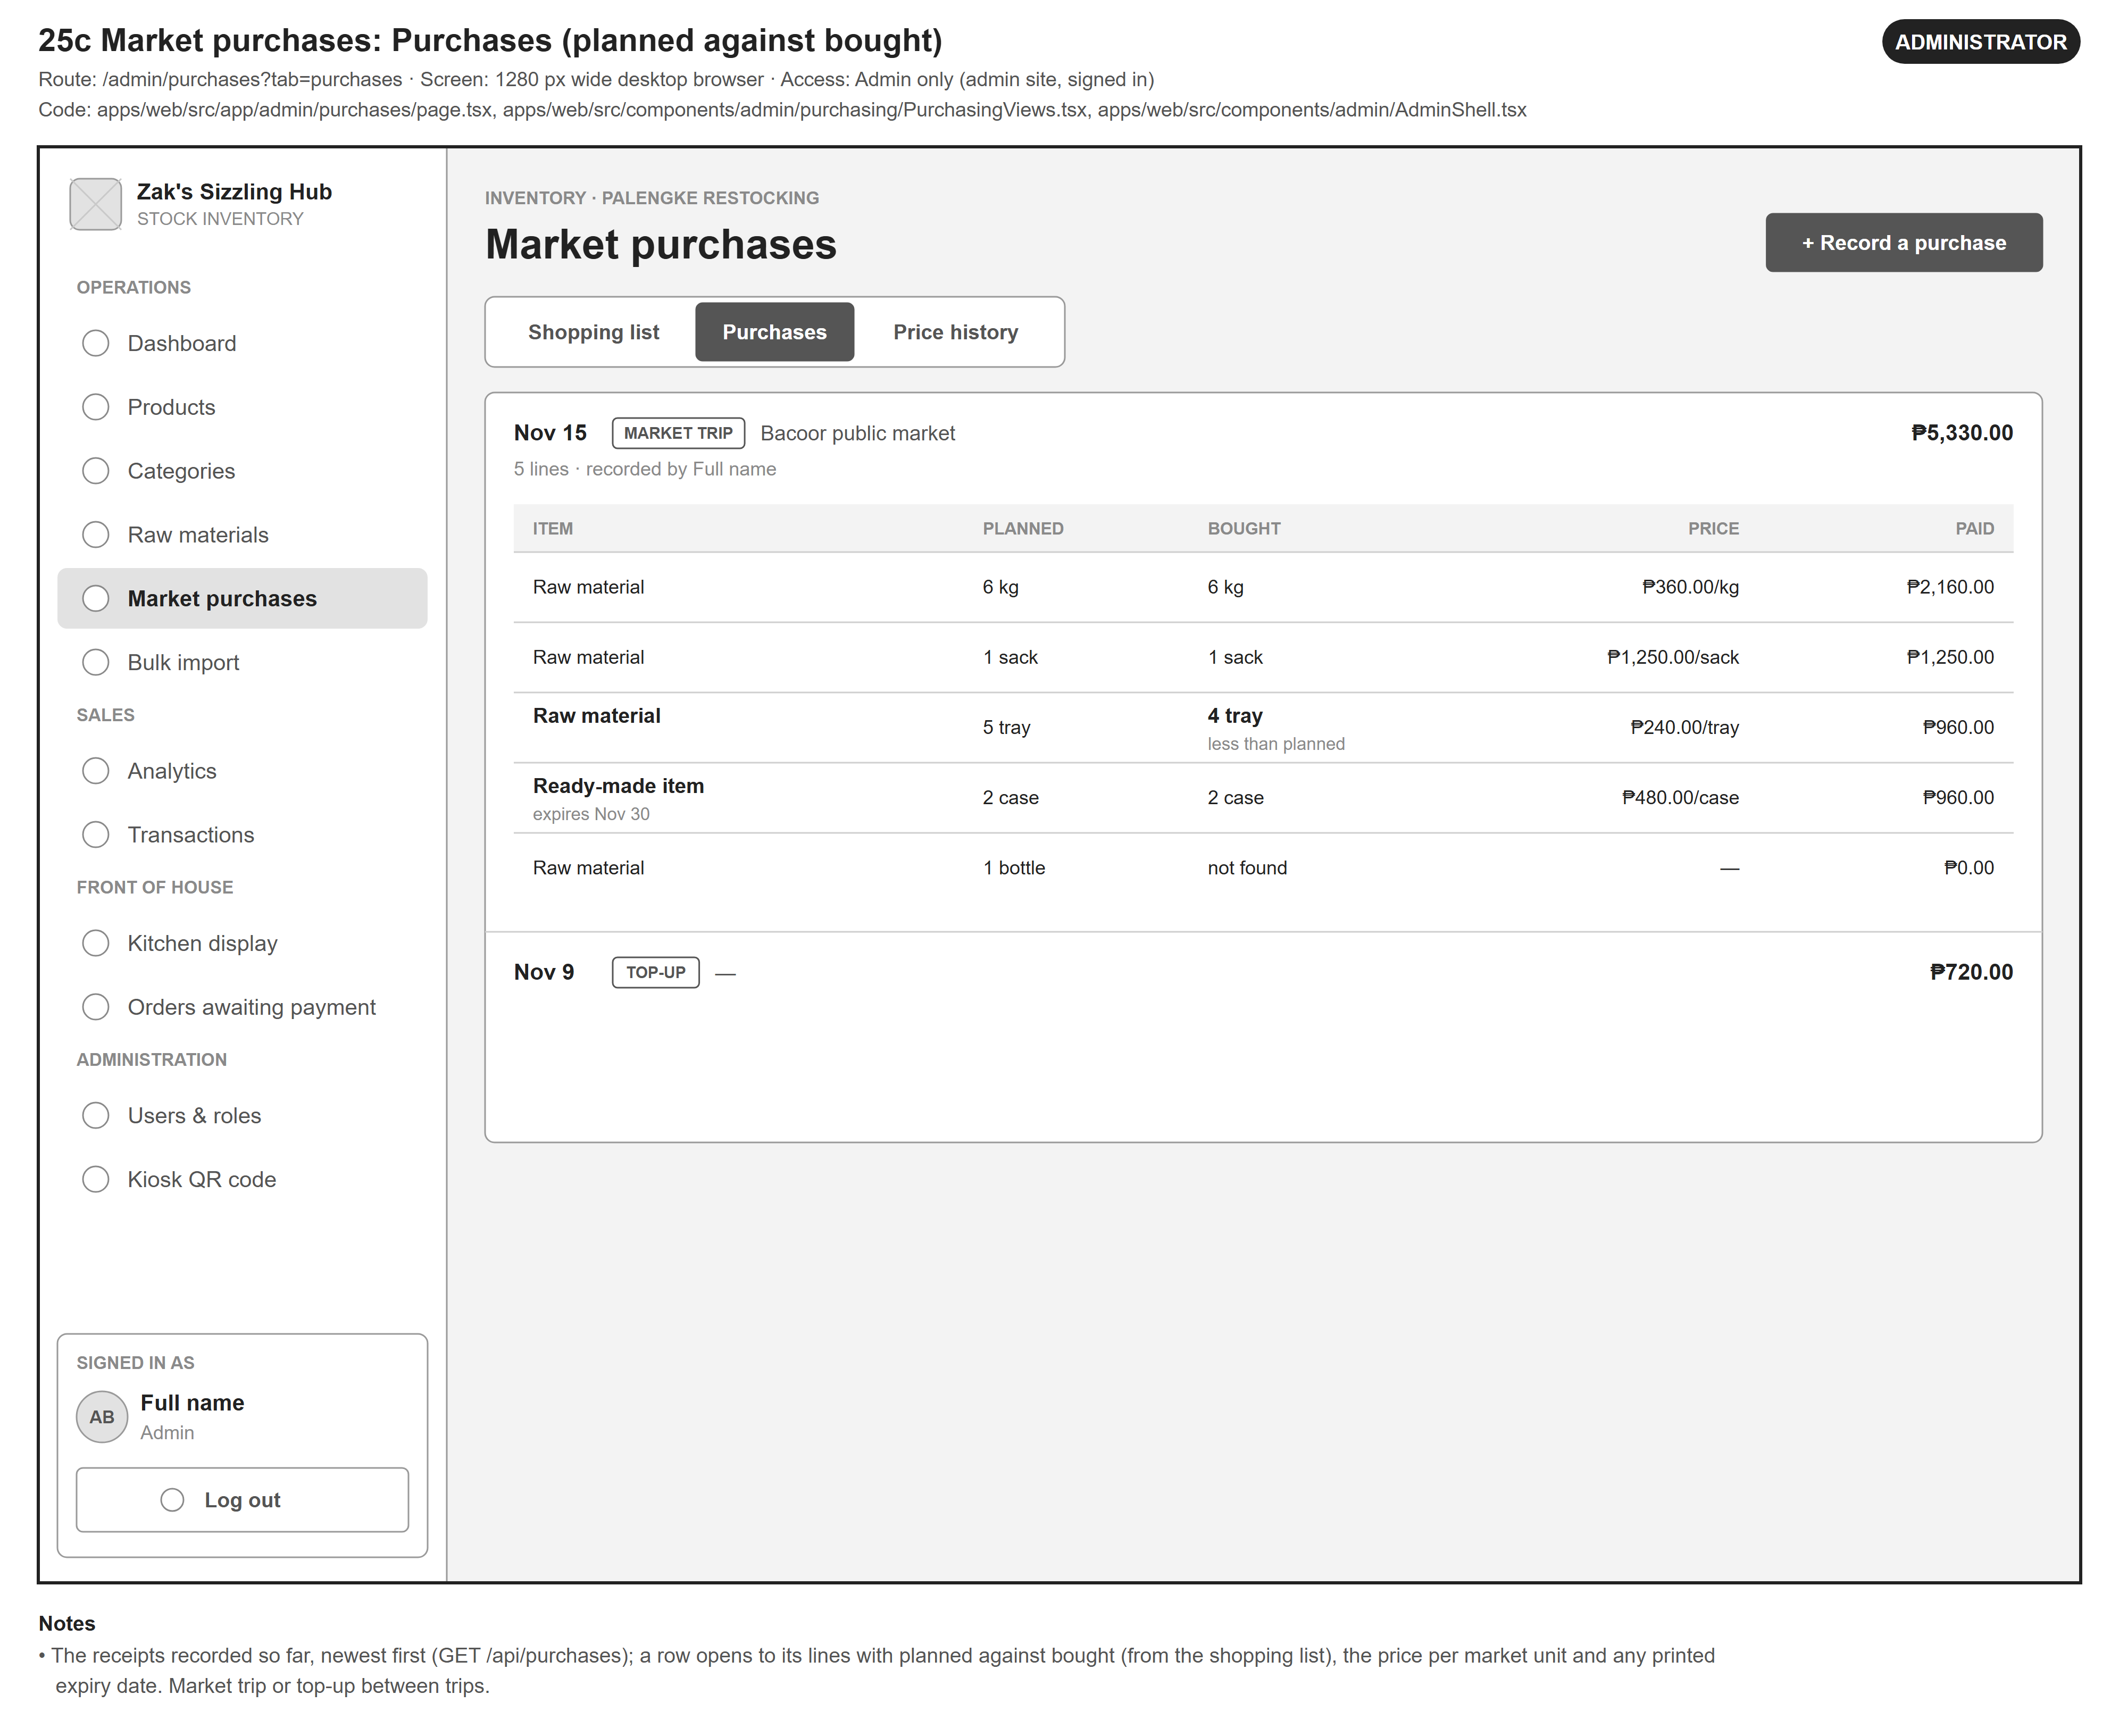 25c Market purchases: Purchases (planned against bought)
ADMINISTRATOR
Route: /admin/purchases?tab=purchases · Screen: 1280 px wide desktop browser · Access: Admin only (admin site, signed in)
Code: apps/web/src/app/admin/purchases/page.tsx, apps/web/src/components/admin/purchasing/PurchasingViews.tsx, apps/web/src/components/admin/AdminShell.tsx
Zak's Sizzling Hub
STOCK INVENTORY
OPERATIONS
Dashboard
Products
Categories
Raw materials
Market purchases
Bulk import
SALES
Analytics
Transactions
FRONT OF HOUSE
Kitchen display
Orders awaiting payment
ADMINISTRATION
Users & roles
Kiosk QR code
SIGNED IN AS
AB
Full name
Admin
Log out
INVENTORY · PALENGKE RESTOCKING
Market purchases
+ Record a purchase
Shopping list Purchases Price history
Nov 15 MARKET TRIP Bacoor public market ₱5,330.00
5 lines · recorded by Full name
ITEM PLANNED BOUGHT PRICE PAID
Raw material 6 kg 6 kg ₱360.00/kg ₱2,160.00
Raw material 1 sack 1 sack ₱1,250.00/sack ₱1,250.00
Raw material 5 tray 4 tray ₱240.00/tray ₱960.00
less than planned
Ready-made item 2 case 2 case ₱480.00/case ₱960.00
expires Nov 30
Raw material 1 bottle not found — ₱0.00
Nov 9 TOP-UP — ₱720.00
Notes
• The receipts recorded so far, newest first (GET /api/purchases); a row opens to its lines with planned against bought (from the shopping list), the price per market unit and any printed
expiry date. Market trip or top-up between trips.